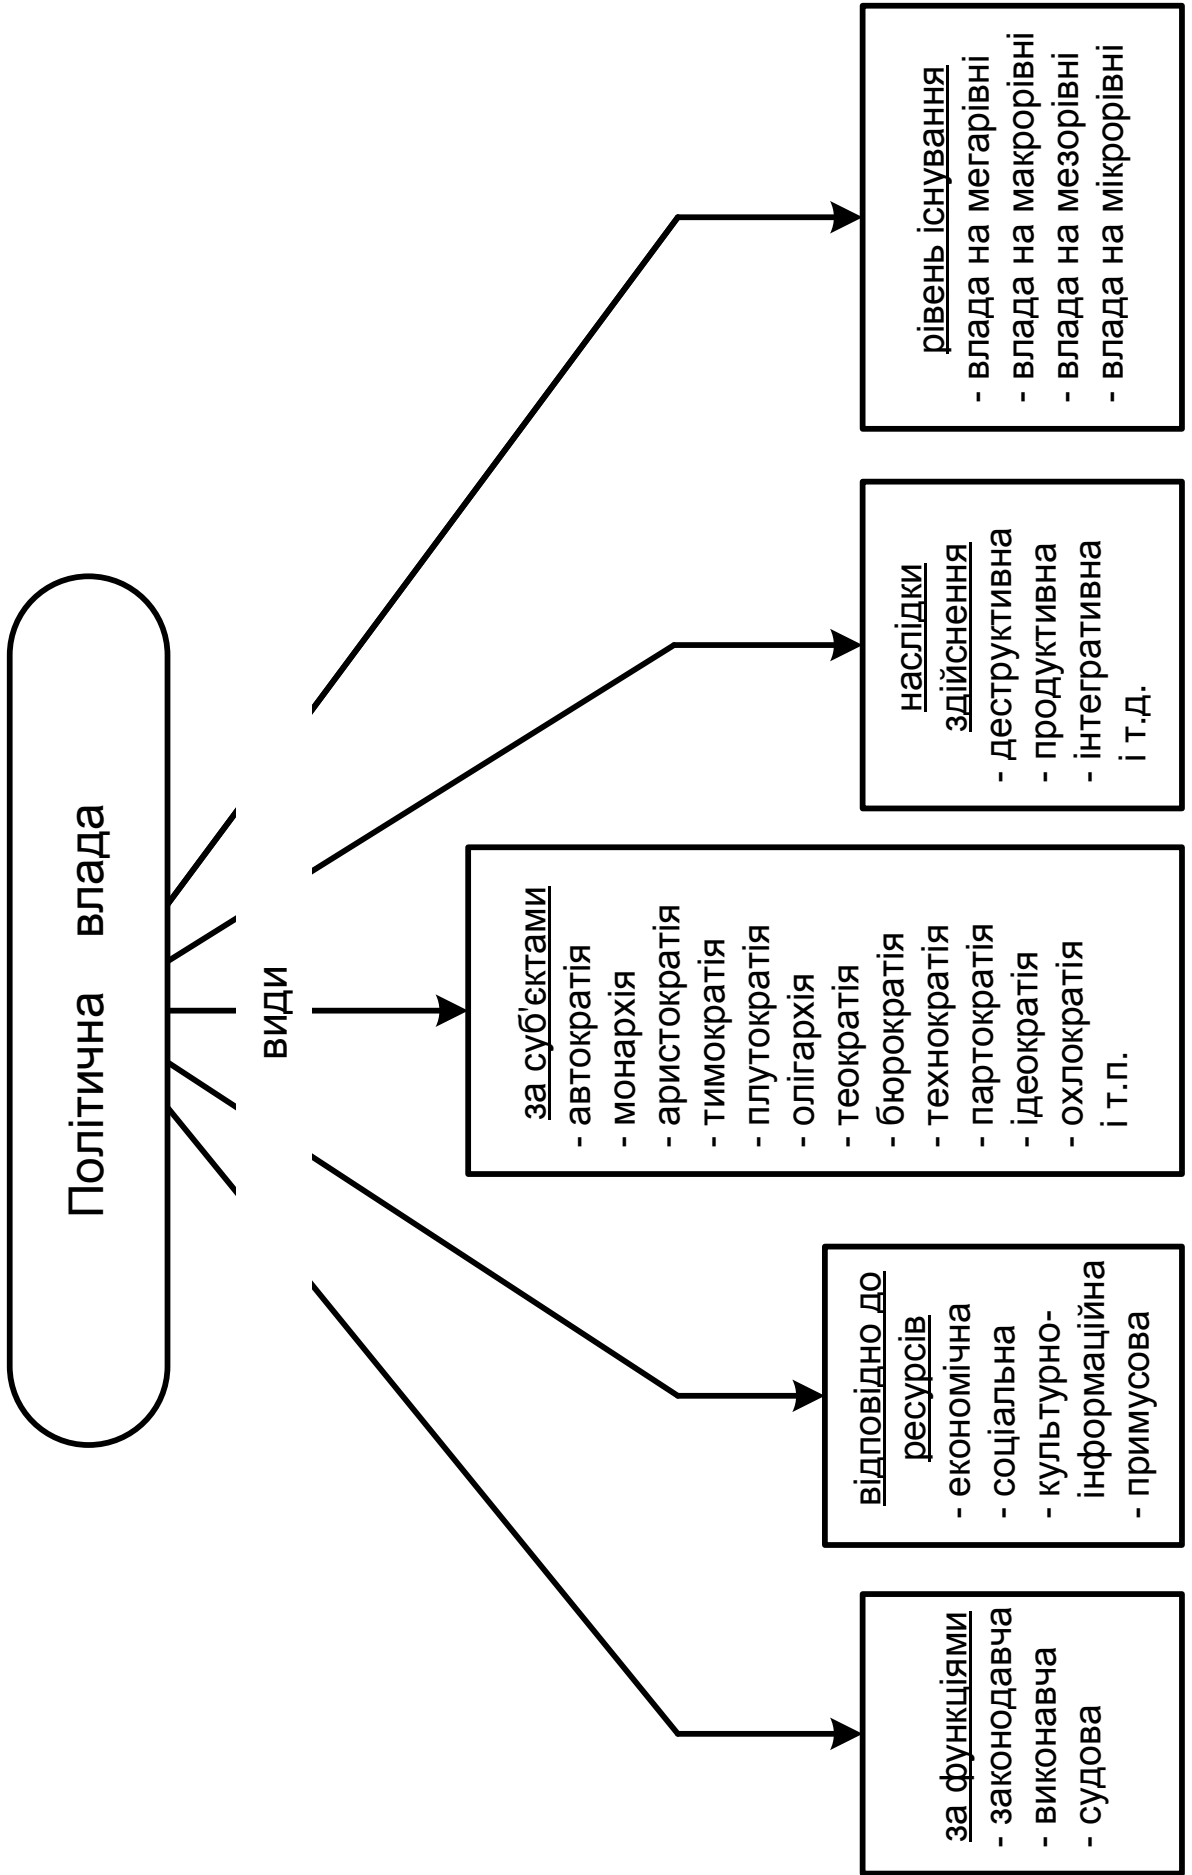 Політична влада
види
за функціями
- законодавча
- виконавча
- судова
відповідно до
ресурсів
- економічна
- соціальна
- культурно-
інформаційна
- примусова
за суб'єктами
- автократія
- монархія
- аристократія
- тимократія
- плутократія
- олігархія
- теократія
- бюрократія
- технократія
- партократія
- ідеократія
- охлократія
і т.п.
наслідки
здійснення
- деструктивна
- продуктивна
- інтегративна
і т.д.
рівень існування
- влада на мегарівні
- влада на макрорівні
- влада на мезорівні
- влада на мікрорівні